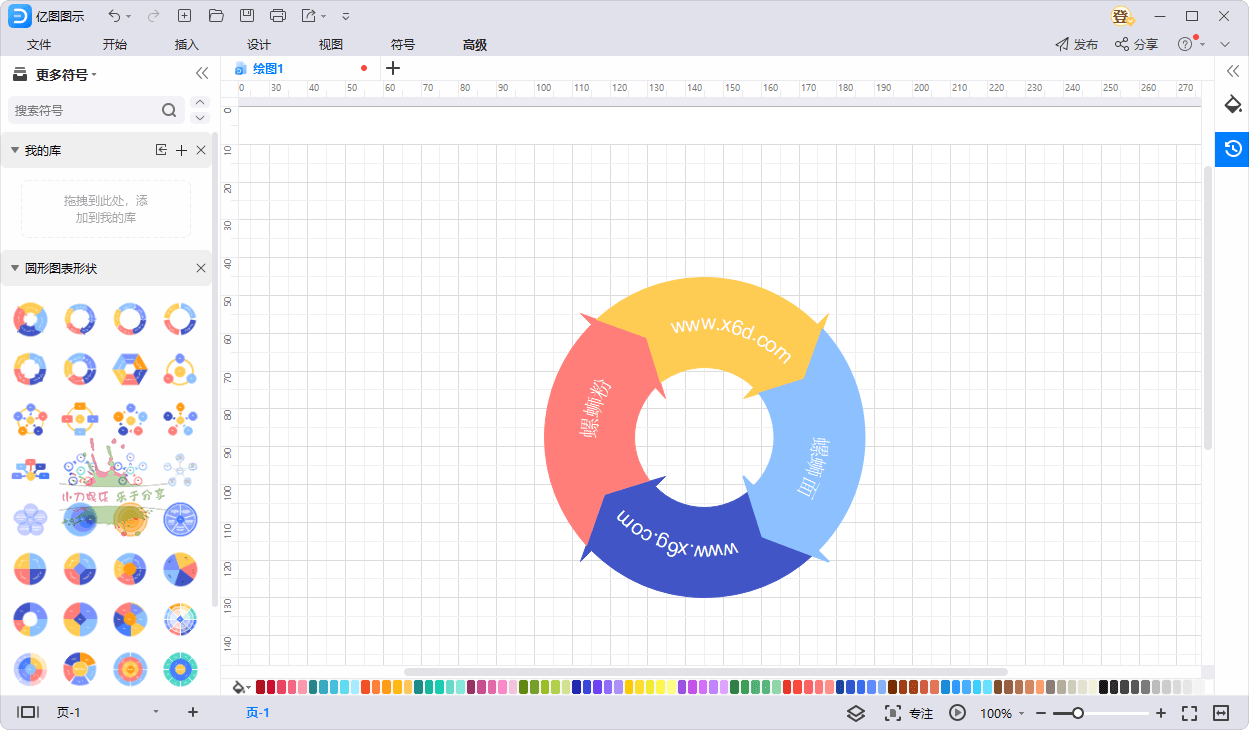 亿图图示
登
文件 开始 插入 设计 视图 符号 高级
发布 分享
更多符号
绘图1
搜索符号
0 30 40 50 60 70 80 90 100 110 120 130 140 150 160 170 180 190 200 210 220 230 240 250 260 270
0
10
20
30
40
50
60
70
80
90
100
110
120
130
140
我的库
拖拽到此处，添
加到我的库
圆形图表形状
小刀娱乐 乐于分享
www.x6d.com
螺蛳粉
螺蛳面
www.x6g.com
页-1
页-1
专注
100%